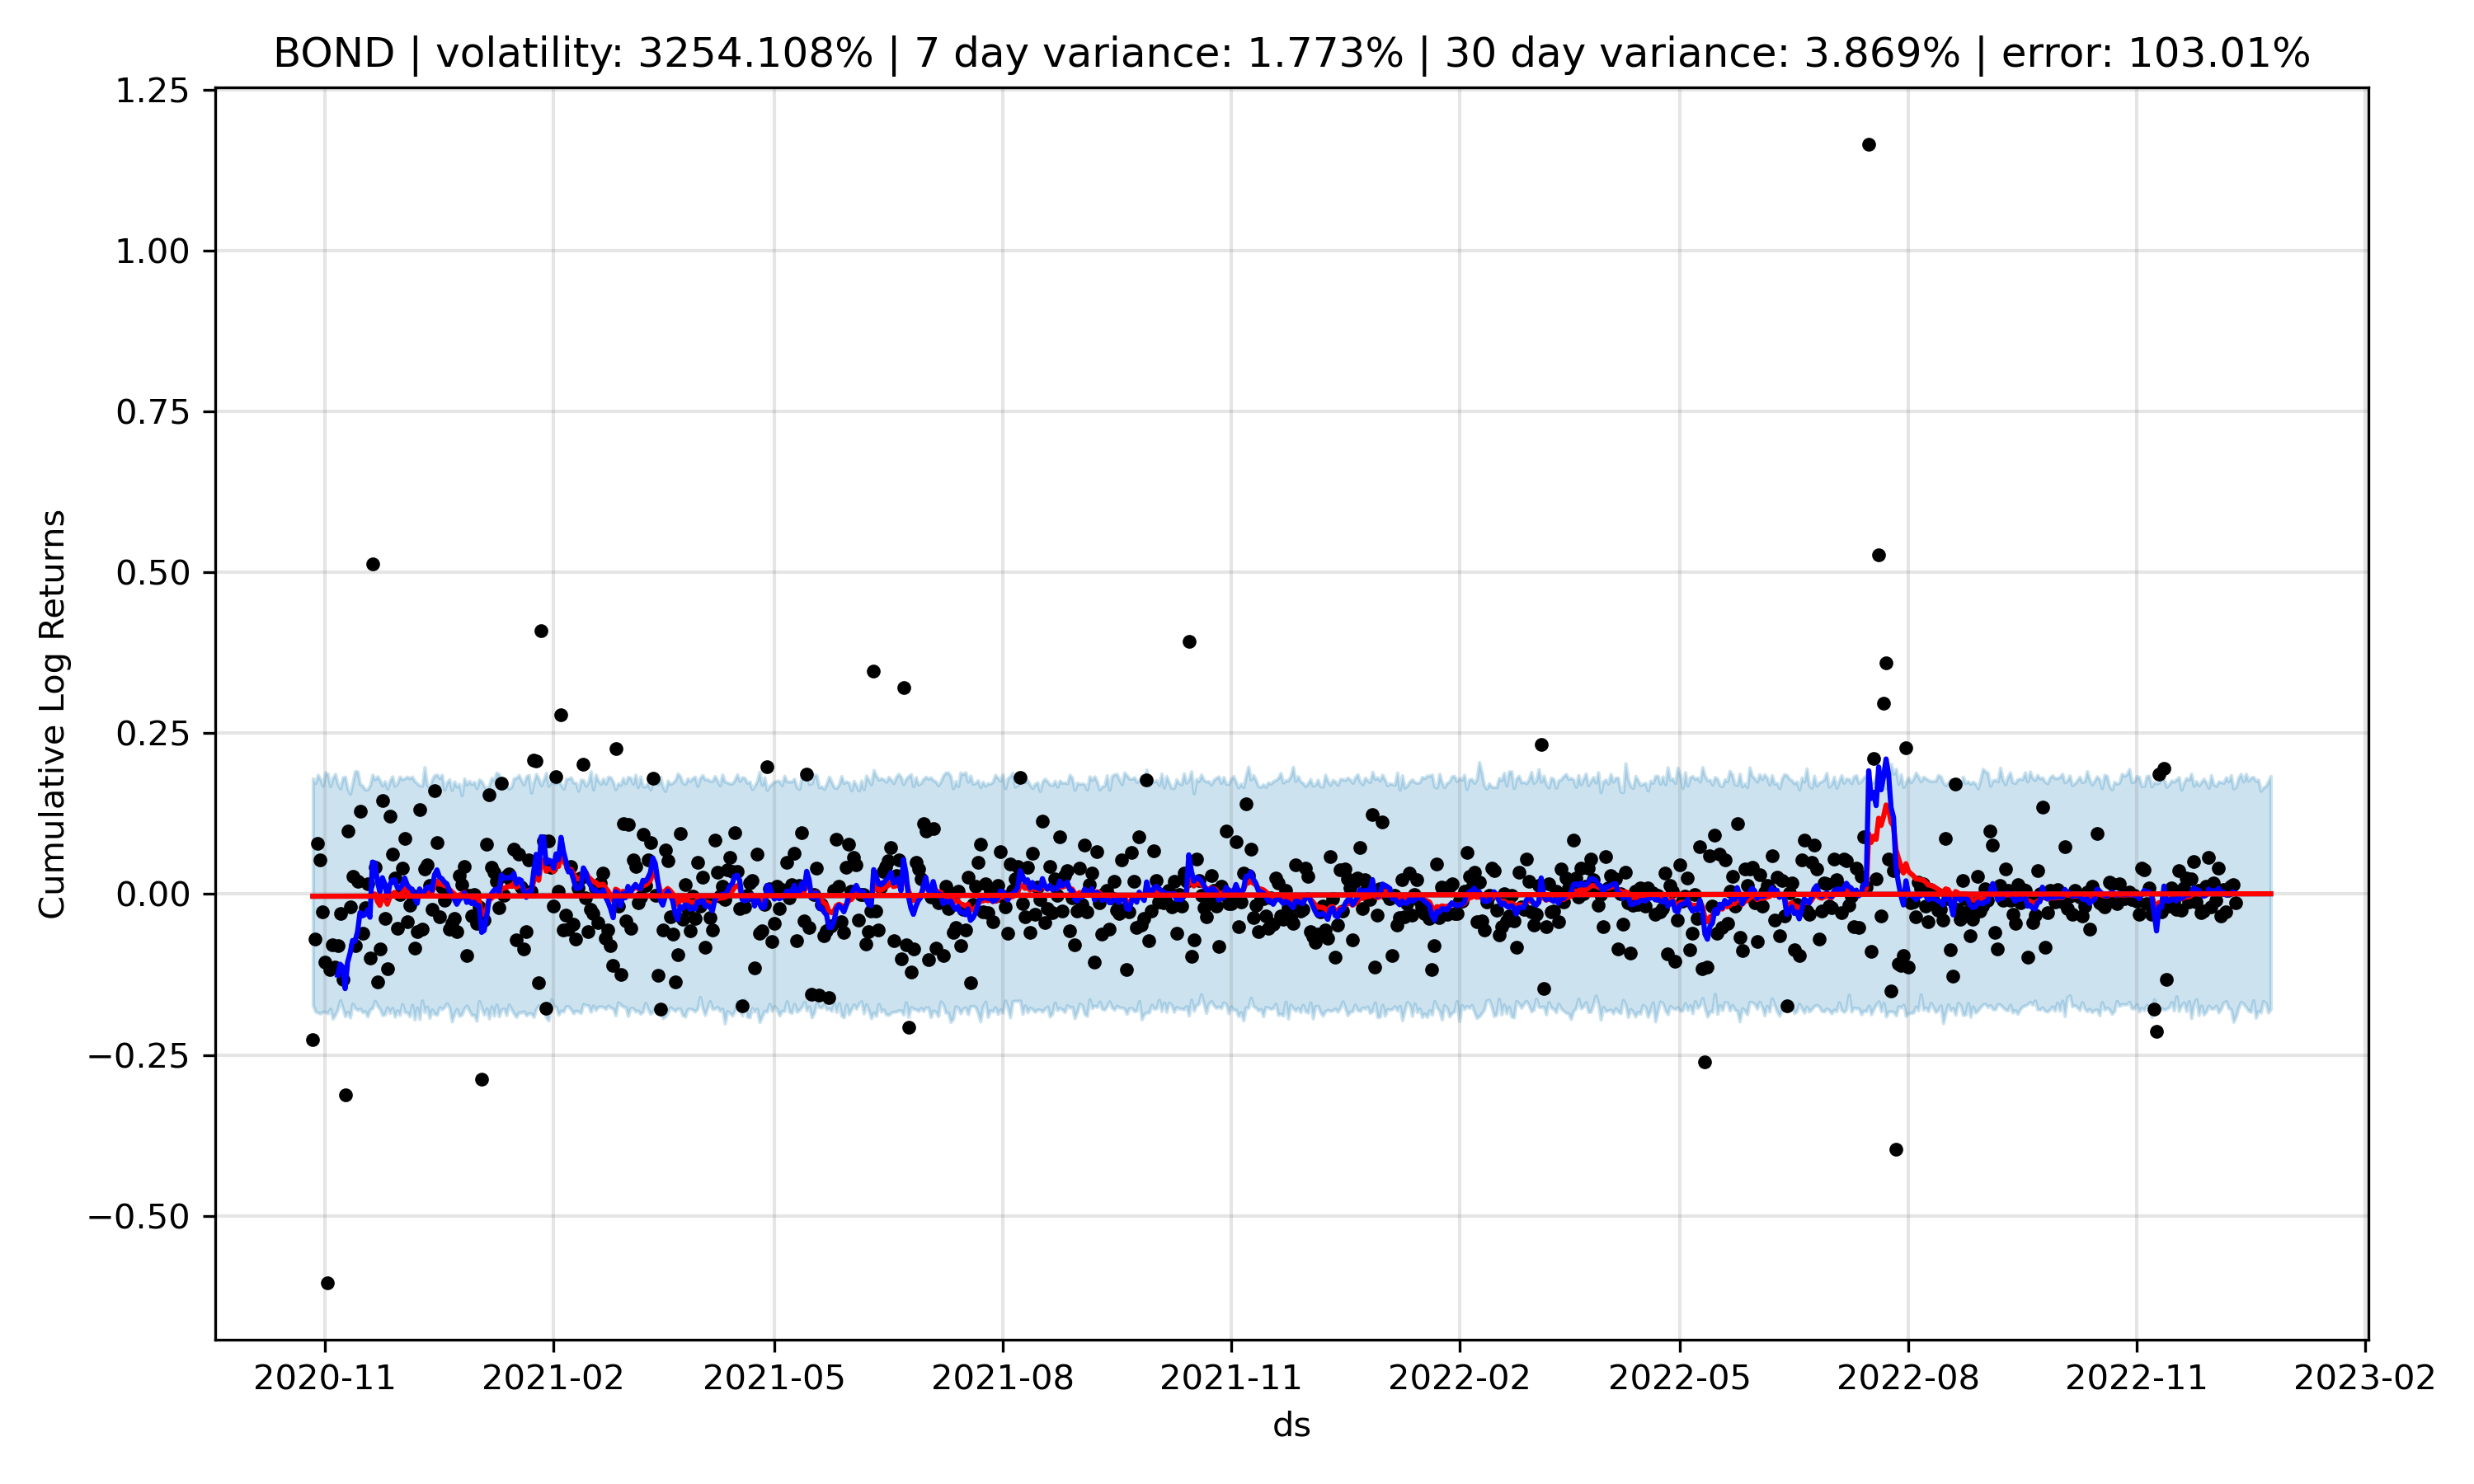 BOND | volatility: 3254.108% | 7 day variance: 1.773% | 30 day variance: 3.869% | error: 103.01%
1.25
1.00
0.75
0.50
0.25
0.00
−0.25
−0.50
Cumulative Log Returns
2020-11 2021-02 2021-05 2021-08 2021-11 2022-02 2022-05 2022-08 2022-11 2023-02
ds